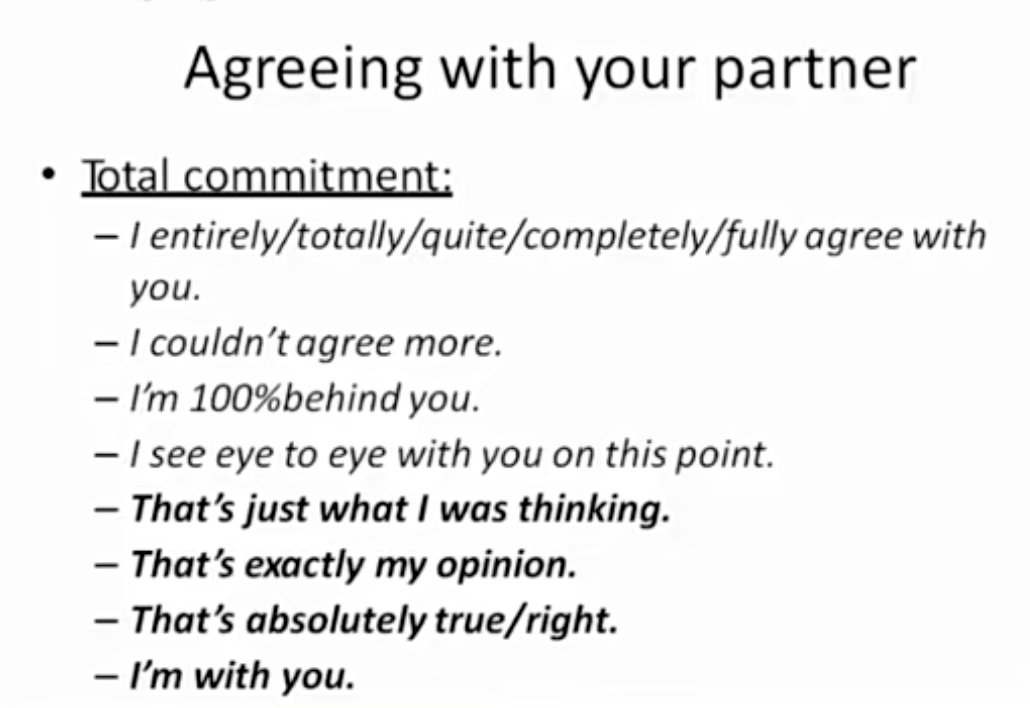 Agreeing with your partner
• Total commitment:
– I entirely/totally/quite/completely/fully agree with
you.
– I couldn't agree more.
– I'm 100%behind you.
– I see eye to eye with you on this point.
– That's just what I was thinking.
– That's exactly my opinion.
– That's absolutely true/right.
– I'm with you.